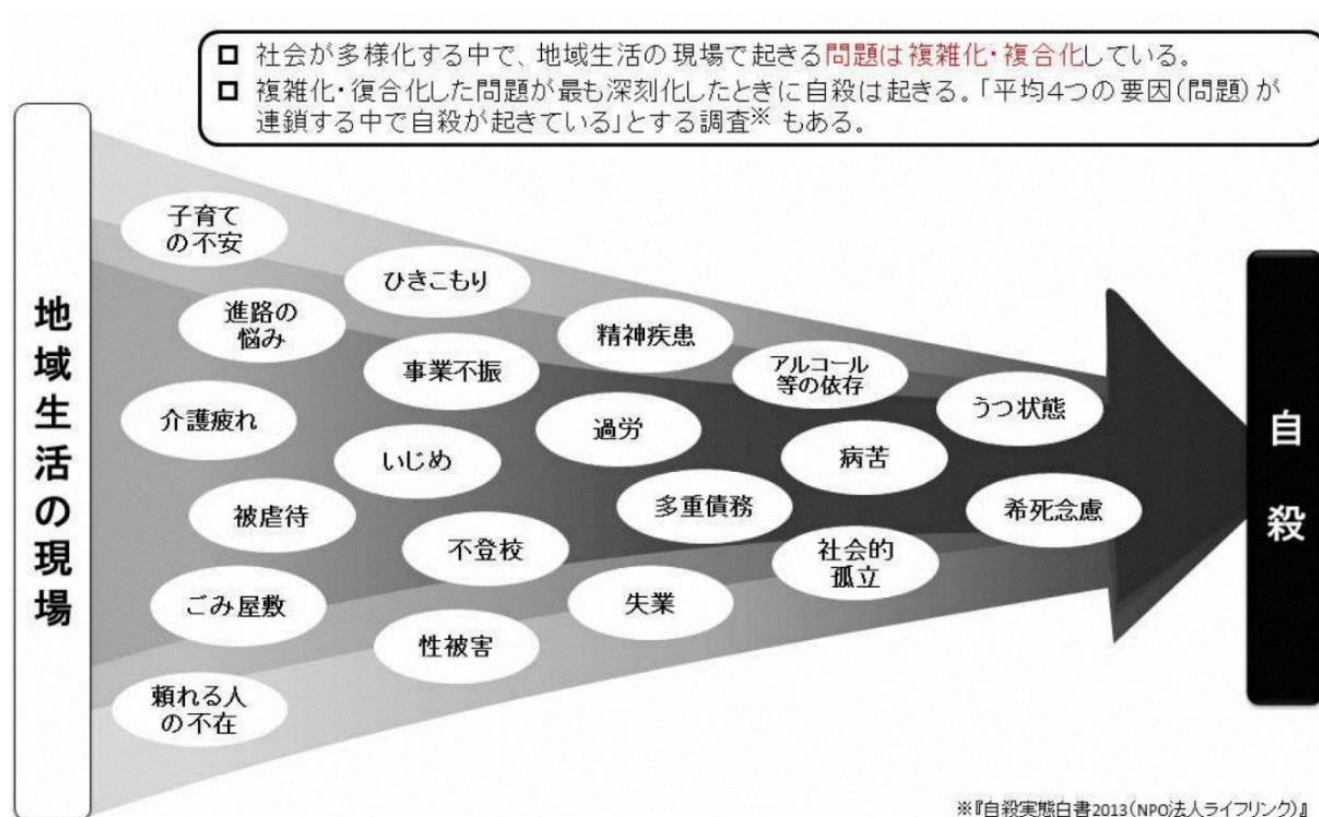 □ 社会が多様化する中で、地域生活の現場で起きる問題は複雑化・複合化している。
□ 複雑化・復合化した問題が最も深刻化したときに自殺は起きる。「平均4つの要因(問題)が
連鎖する中で自殺が起きている」とする調査※ もある。
地域生活の現場
子育て
の不安
ひきこもり
進路の
悩み
精神疾患
事業不振
アルコール
等の依存
うつ状態
介護疲れ
過労
いじめ
病苦
被虐待
多重債務
希死念慮
不登校
社会的
孤立
ごみ屋敷
失業
性被害
頼れる人
の不在
自殺
※『自殺実態白書2013(NPO法人ライフリンク)』